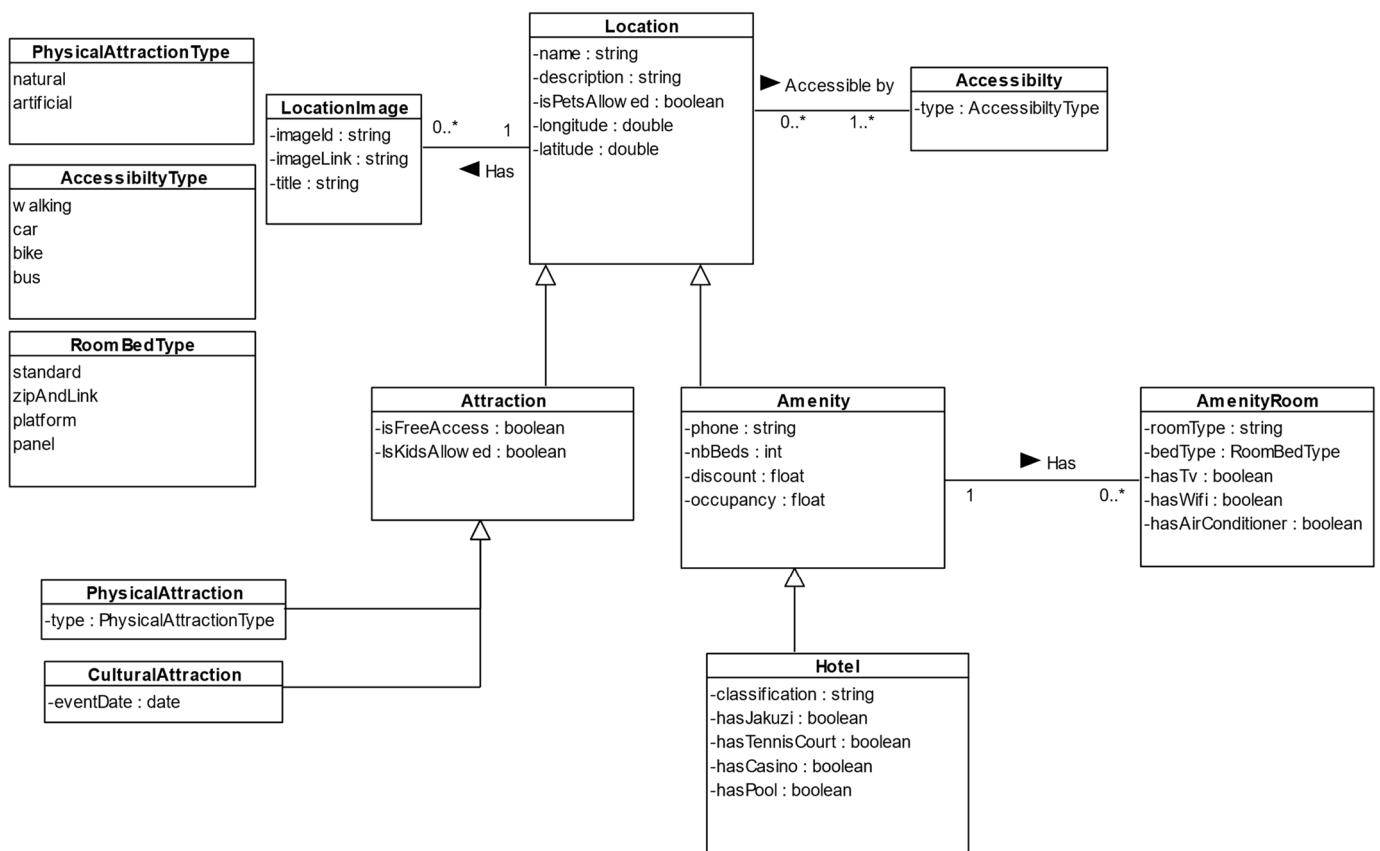 PhysicalAttractionType
natural
artificial
AccessibiltyType
walking
car
bike
bus
RoomBedType
standard
zipAndLink
platform
panel
LocationImage
-imageId : string
-imageLink : string
-title : string
0..*
1
Has
Location
-name : string
-description : string
-isPetsAllowed : boolean
-longitude : double
-latitude : double
Accessible by
0..*
1..*
Accessibilty
-type : AccessibiltyType
Attraction
-isFreeAccess : boolean
-IsKidsAllowed : boolean
Amenity
-phone : string
-nbBeds : int
-discount : float
-occupancy : float
Has
1
0..*
AmenityRoom
-roomType : string
-bedType : RoomBedType
-hasTv : boolean
-hasWifi : boolean
-hasAirConditioner : boolean
PhysicalAttraction
-type : PhysicalAttractionType
CulturalAttraction
-eventDate : date
Hotel
-classification : string
-hasJakuzi : boolean
-hasTennisCourt : boolean
-hasCasino : boolean
-hasPool : boolean